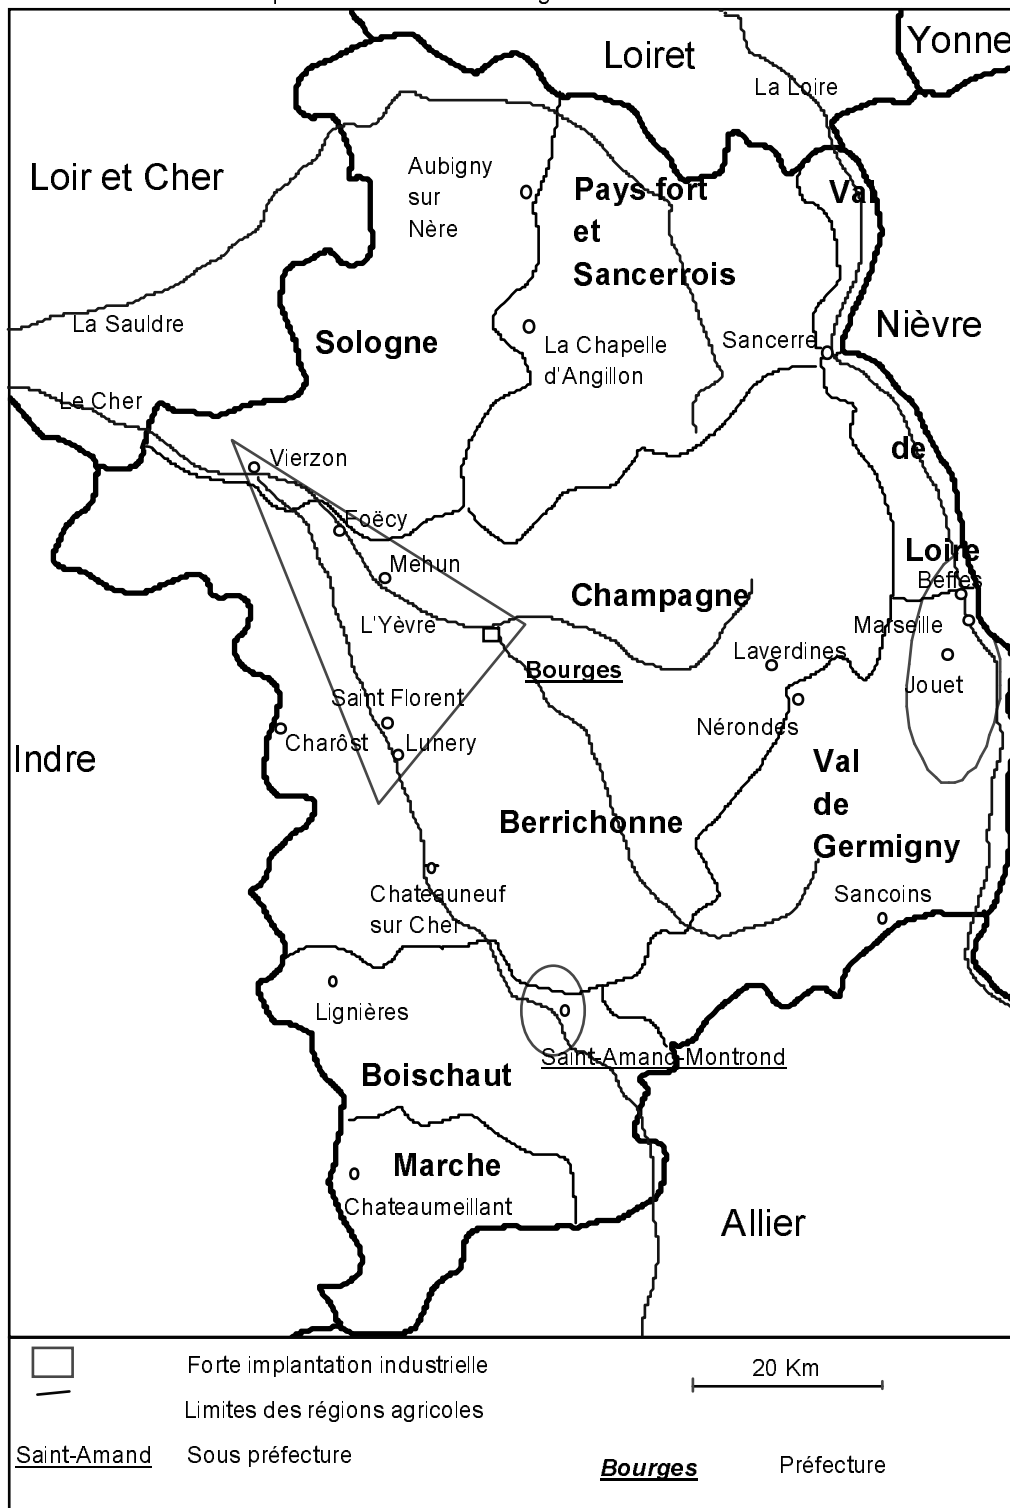 Loiret
Yonne
La Loire
Loir et Cher
Aubigny
sur
Nère
Pays fort
et
Sancerrois
Val
La Sauldre
Sologne
Nièvre
Sancerre
La Chapelle
d'Angillon
Le Cher
de
Vierzon
Foëcy
Loire
Mehun
Beffes
Champagne
L'Yèvre
Marseille
Laverdines
Bourges
Jouet
Saint Florent
Nérondes
Charôst
Lunery
Indre
Val
de
Germigny
Berrichonne
Chateauneuf
sur Cher
Sancoins
Lignières
Saint-Amand-Montrond
Boischaut
Marche
Chateaumeillant
Allier
Forte implantation industrielle
20 Km
Limites des régions agricoles
Saint-Amand
Sous préfecture
Bourges
Préfecture